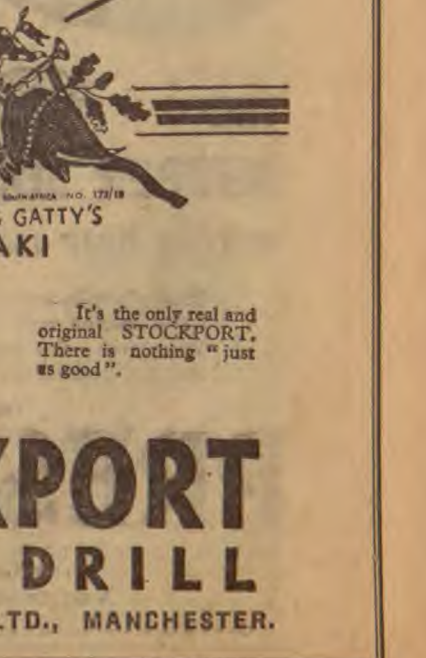 SOUTH AFRICA NO. 173/18
GATTY'S
AKI
It's the only real and
original STOCKPORT.
There is nothing "just
as good".
KPORT
DRILL
LTD., MANCHESTER.